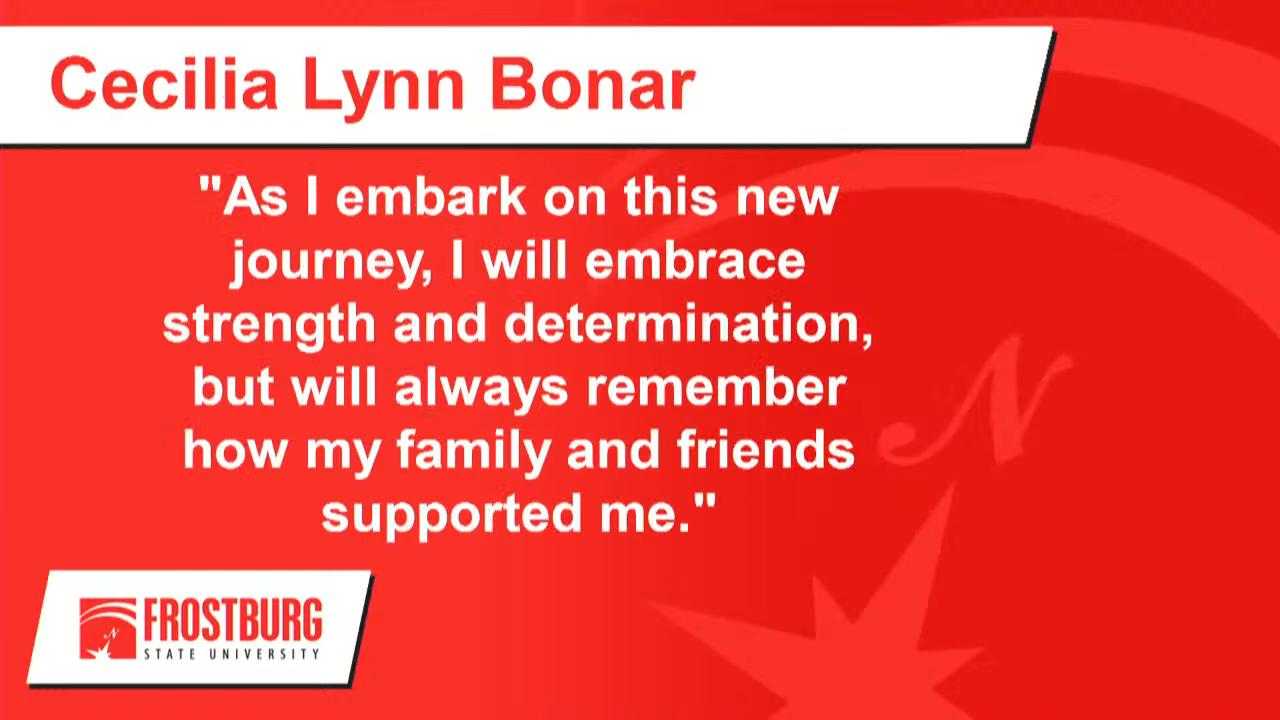 Cecilia Lynn Bonar
"As I embark on this new
journey, I will embrace
strength and determination,
but will always remember
how my family and friends
supported me."
N
N
FROSTBURG
STATE UNIVERSITY